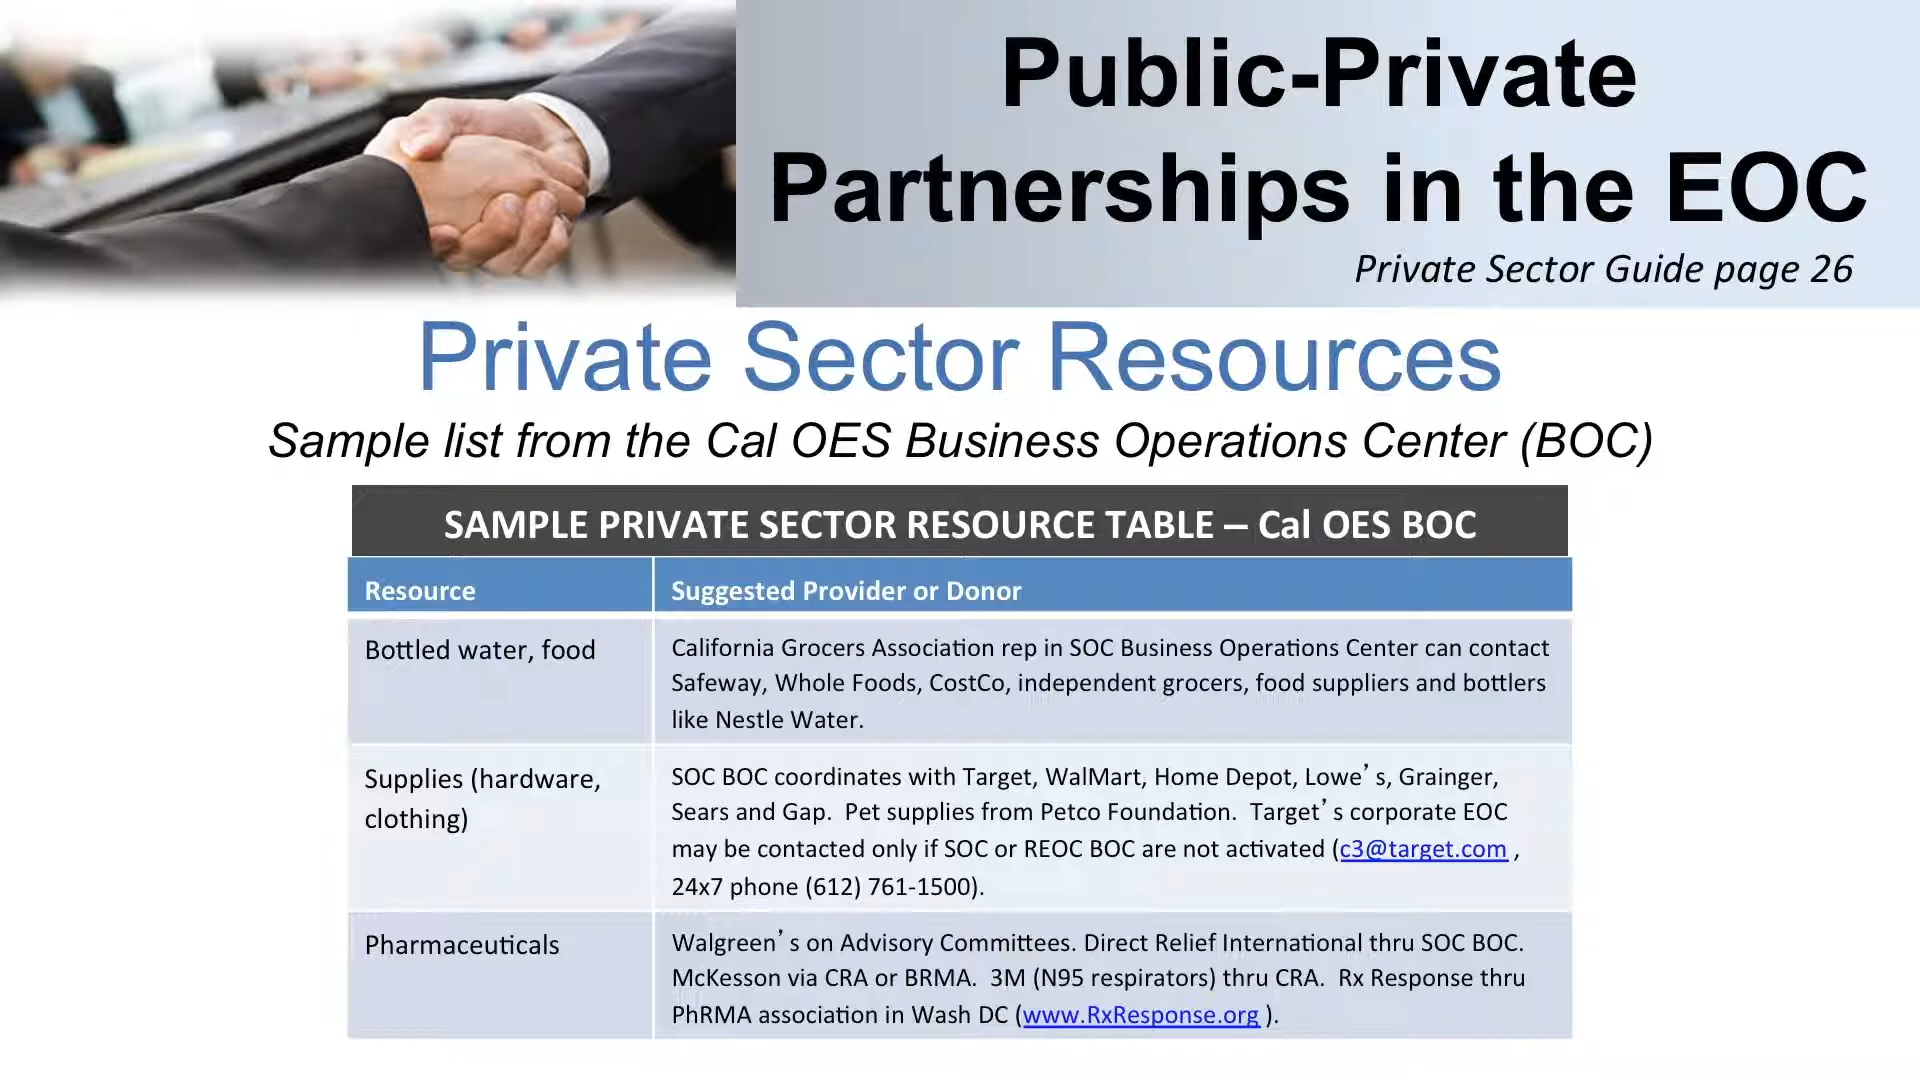 Public-Private
Partnerships in the EOC
Private Sector Guide page 26
Private Sector Resources
Sample list from the Cal OES Business Operations Center (BOC)
SAMPLE PRIVATE SECTOR RESOURCE TABLE – Cal OES BOC
Resource
Suggested Provider or Donor
Bottled water, food
California Grocers Association rep in SOC Business Operations Center can contact
Safeway, Whole Foods, CostCo, independent grocers, food suppliers and bottlers
like Nestle Water.
Supplies (hardware,
clothing)
SOC BOC coordinates with Target, WalMart, Home Depot, Lowe’s, Grainger,
Sears and Gap.  Pet supplies from Petco Foundation.  Target’s corporate EOC
may be contacted only if SOC or REOC BOC are not activated (c3@target.com ,
24x7 phone (612) 761-1500).
Pharmaceuticals
Walgreen’s on Advisory Committees. Direct Relief International thru SOC BOC.
McKesson via CRA or BRMA.  3M (N95 respirators) thru CRA.  Rx Response thru
PhRMA association in Wash DC (www.RxResponse.org ).